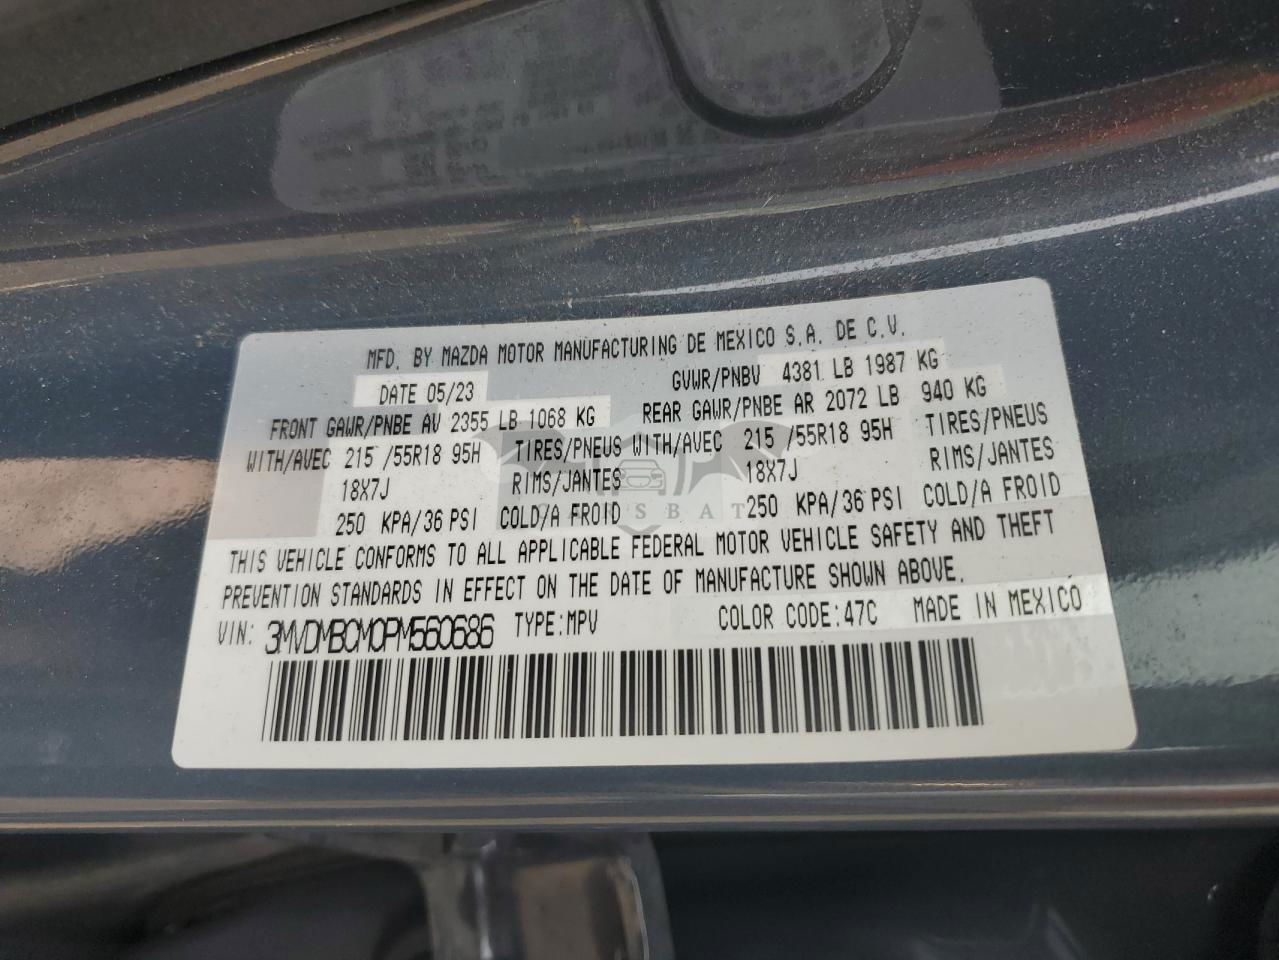 MFD. BY MAZDA MOTOR MANUFACTURING DE MEXICO S.A. DE C.V.
DATE 05/23 GVWR/PNBV 4381 LB 1987 KG
FRONT GAWR/PNBE AV 2355 LB 1068 KG REAR GAWR/PNBE AR 2072 LB 940 KG
WITH/AVEC 215 /55R18 95H TIRES/PNEUS WITH/AVEC 215 /55R18 95H TIRES/PNEUS
18X7J RIMS/JANTES 18X7J RIMS/JANTES
250 KPA/36 PSI COLD/A FROID 250 KPA/36 PSI COLD/A FROID
THIS VEHICLE CONFORMS TO ALL APPLICABLE FEDERAL MOTOR VEHICLE SAFETY AND THEFT
PREVENTION STANDARDS IN EFFECT ON THE DATE OF MANUFACTURE SHOWN ABOVE.
VIN: 3MVDMBCM0PM560686 TYPE:MPV COLOR CODE:47C MADE IN MEXICO